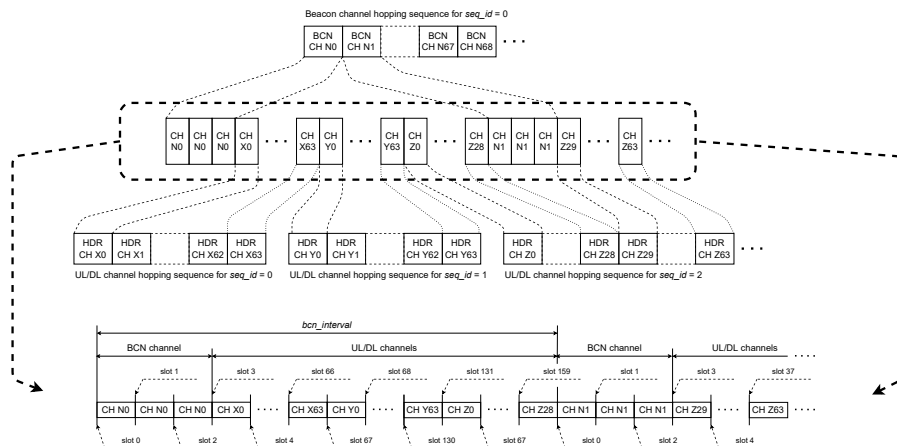 Beacon channel hopping sequence for seq_id = 0
BCN CH N0 BCN CH N1 BCN CH N67 BCN CH N68 · · ·
CH N0 CH N0 CH N0 CH X0 · · · CH X63 CH Y0 · · · CH Y63 CH Z0 · · · CH Z28 CH N1 CH N1 CH N1 CH Z29 · · · CH Z63
HDR CH X0 HDR CH X1 HDR CH X62 HDR CH X63 HDR CH Y0 HDR CH Y1 HDR CH Y62 HDR CH Y63 HDR CH Z0 HDR CH Z28 HDR CH Z29 HDR CH Z63 · · ·
UL/DL channel hopping sequence for seq_id = 0 UL/DL channel hopping sequence for seq_id = 1 UL/DL channel hopping sequence for seq_id = 2
bcn_interval
BCN channel UL/DL channels BCN channel UL/DL channels · · · ·
slot 1 slot 3 slot 66 slot 68 slot 131 slot 159 slot 1 slot 3 slot 37
CH N0 CH N0 CH N0 CH X0 · · · · CH X63 CH Y0 · · · · CH Y63 CH Z0 · · · · CH Z28 CH N1 CH N1 CH N1 CH Z29 · · · · CH Z63 · · · ·
slot 0 slot 2 slot 4 slot 67 slot 130 slot 67 slot 0 slot 2 slot 4